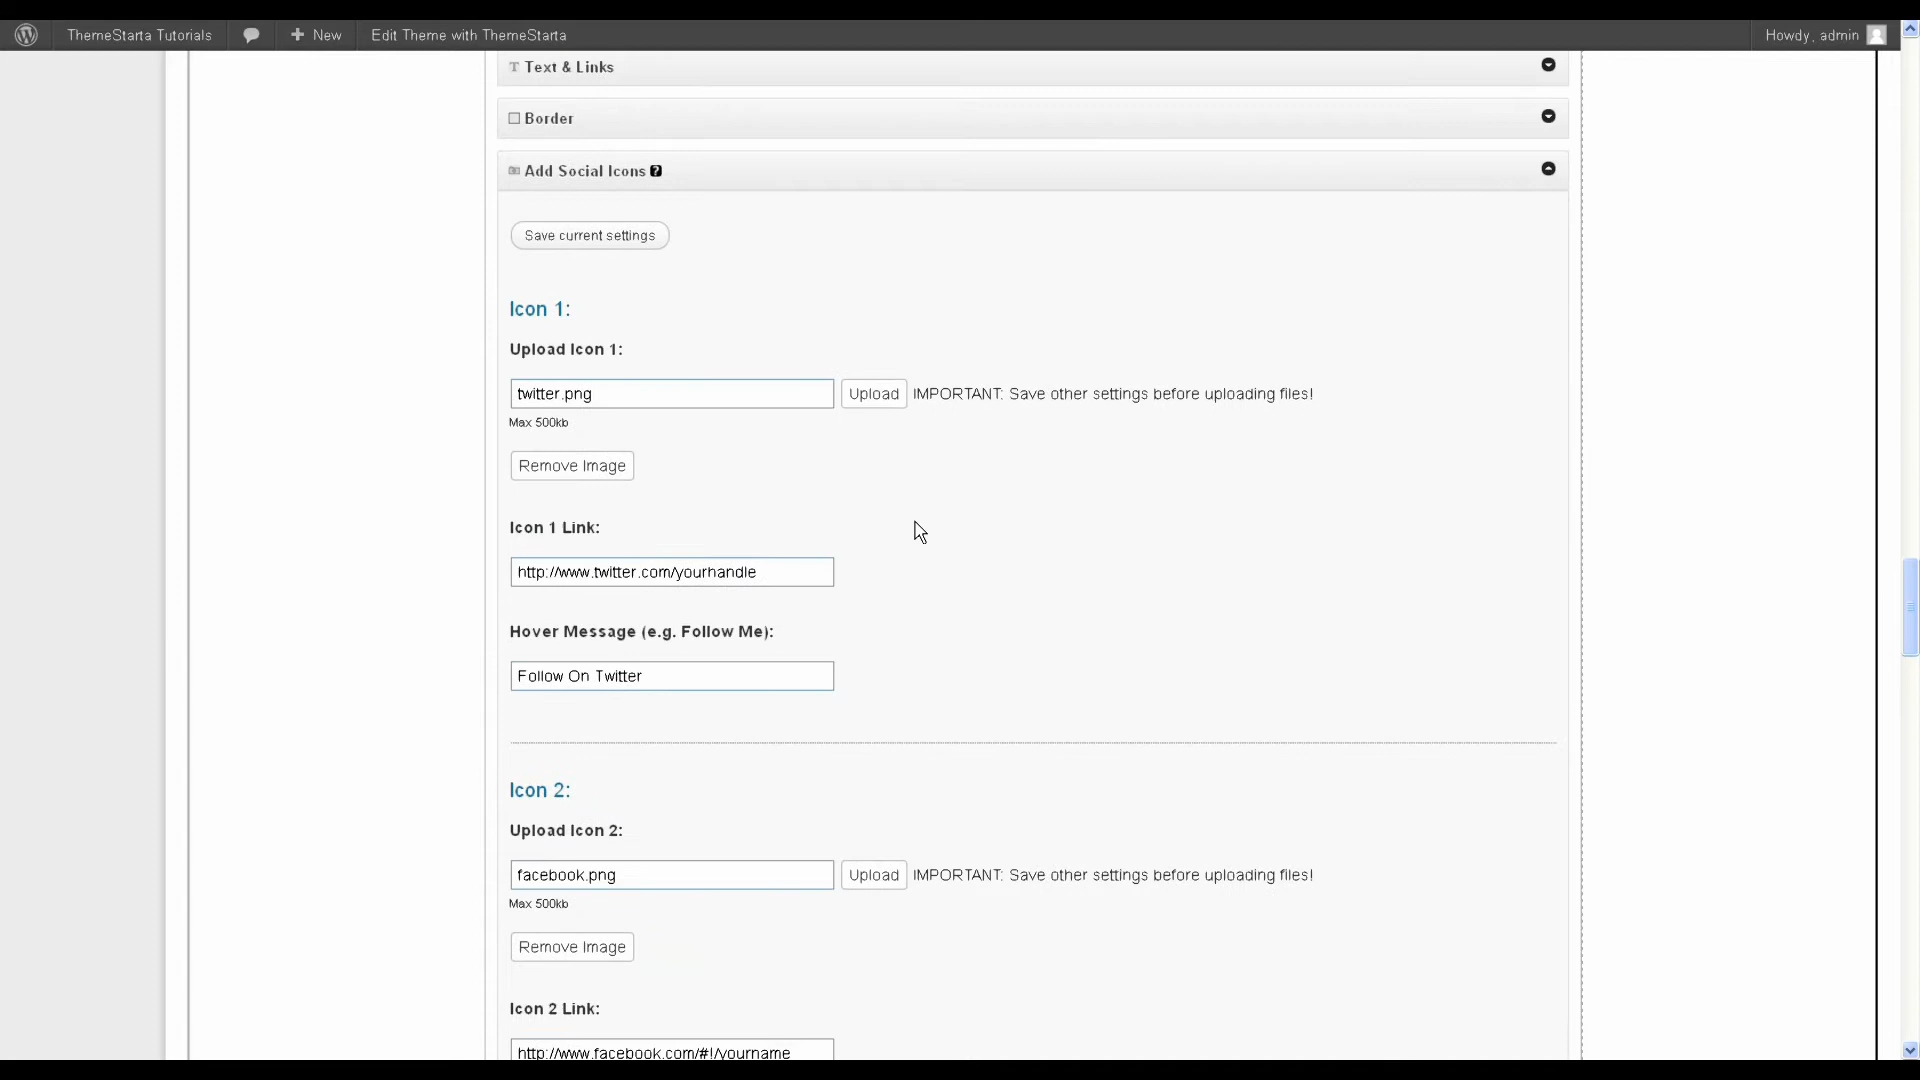 ThemeStarta Tutorials
New
Edit Theme with ThemeStarta
Howdy, admin
T Text & Links
Border
Add Social Icons ?
Save current settings
Icon 1:
Upload Icon 1:
twitter.png Upload IMPORTANT: Save other settings before uploading files!
Max 500kb
Remove Image
Icon 1 Link:
http://www.twitter.com/yourhandle
Hover Message (e.g. Follow Me):
Follow On Twitter
Icon 2:
Upload Icon 2:
facebook.png Upload IMPORTANT: Save other settings before uploading files!
Max 500kb
Remove Image
Icon 2 Link:
http://www.facebook.com/#!/yourname